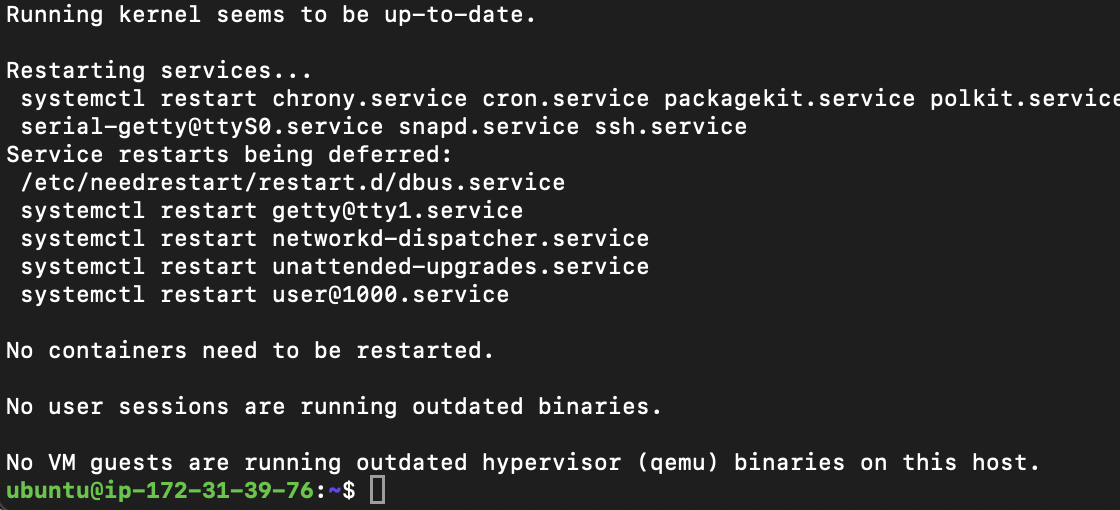 Running kernel seems to be up-to-date.
Restarting services...
systemctl restart chrony.service cron.service packagekit.service polkit.service
serial-getty@ttyS0.service snapd.service ssh.service
Service restarts being deferred:
/etc/needrestart/restart.d/dbus.service
systemctl restart getty@tty1.service
systemctl restart networkd-dispatcher.service
systemctl restart unattended-upgrades.service
systemctl restart user@1000.service
No containers need to be restarted.
No user sessions are running outdated binaries.
No VM guests are running outdated hypervisor (qemu) binaries on this host.
ubuntu@ip-172-31-39-76:~$